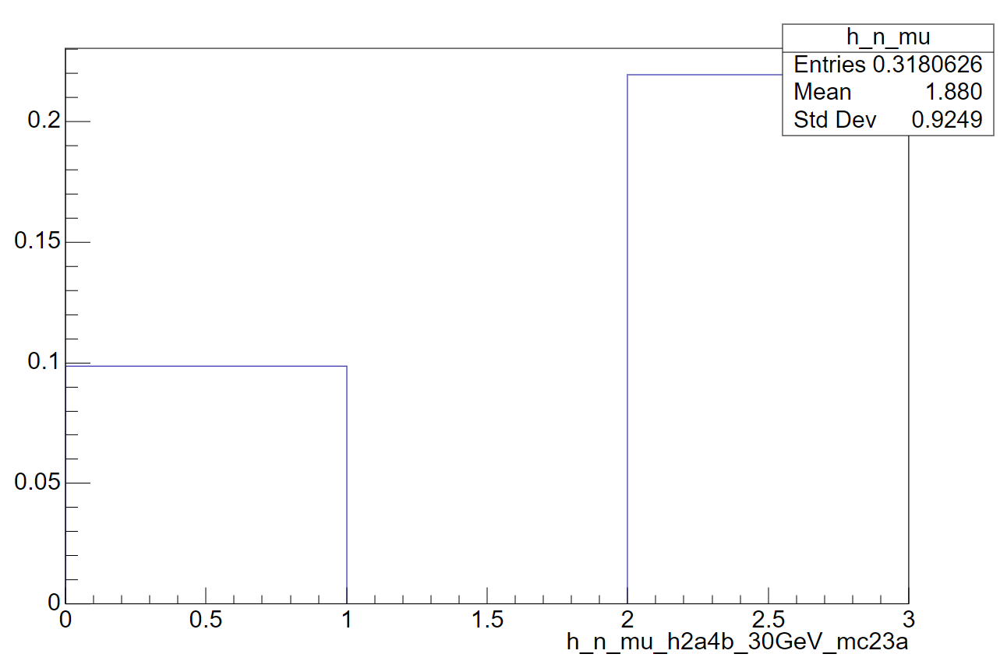 h_n_mu
Entries 0.3180626
Mean 1.880
Std Dev 0.9249
0.2
0.15
0.1
0.05
0
0 0.5 1 1.5 2 2.5 3
h_n_mu_h2a4b_30GeV_mc23a